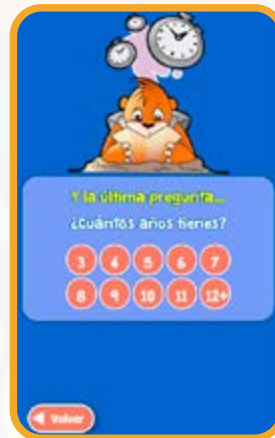 Y la última pregunta...
¿Cuántos años tienes?
3 4 5 6 7
8 9 10 11 12+
Volver